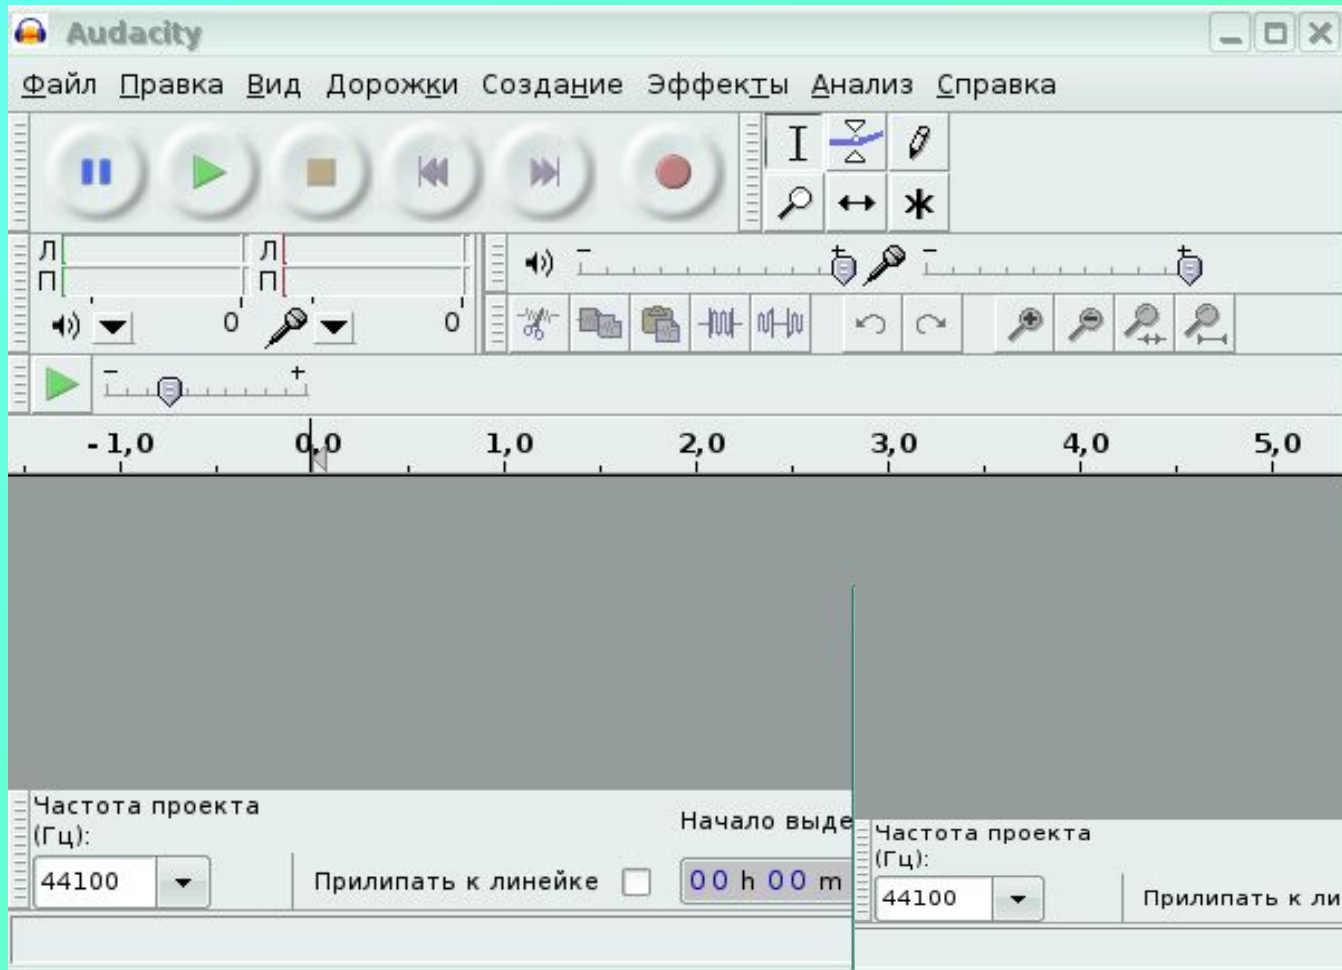 Audacity
Файл Правка Вид Дорожки Создание Эффекты Анализ Справка
Л Л
П П
- + - +
0 0
- +
- 1,0 0,0 1,0 2,0 3,0 4,0 5,0
Частота проекта
(Гц):
44100
Прилипать к линейке
Начало выде
00 h 00 m
Частота проекта
(Гц):
44100
Прилипать к ли